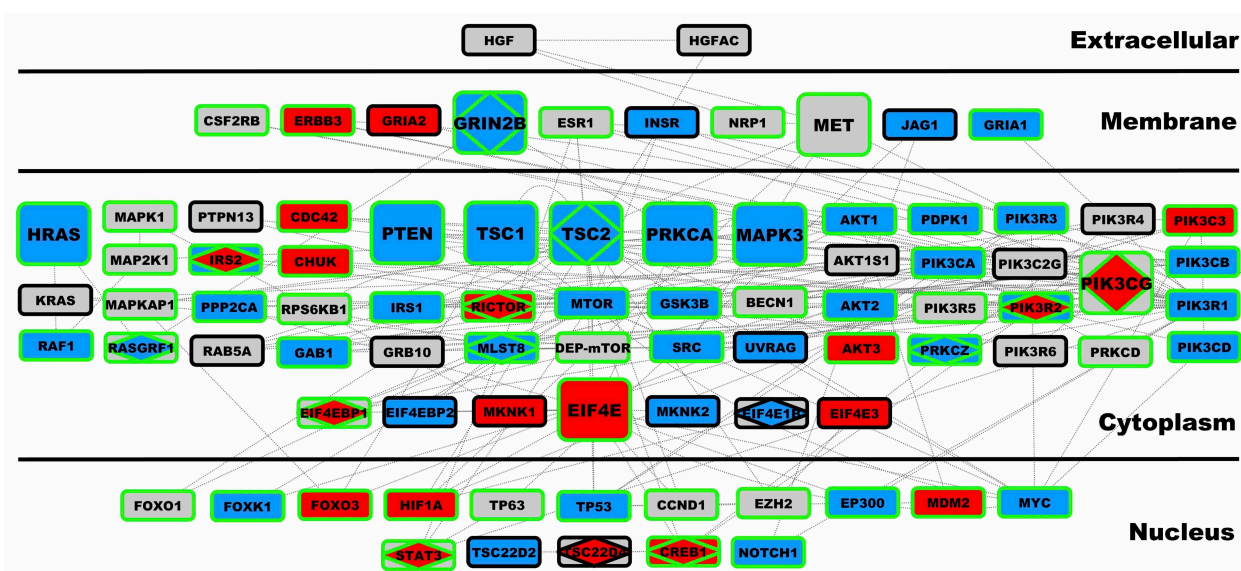 HGF HGFAC Extracellular
CSF2RB ERBB3 GRIA2 GRIN2B ESR1 INSR NRP1 MET JAG1 GRIA1 Membrane
HRAS MAPK1 PTPN13 CDC42 PTEN TSC1 TSC2 PRKCA MAPK3 AKT1 PDPK1 PIK3R3 PIK3R4 PIK3C3
MAP2K1 IRS2 CHUK AKT1S1 PIK3CA PIK3C2G PIK3CG PIK3CB
KRAS MAPKAP1 PPP2CA RPS6KB1 IRS1 RICTOR MTOR GSK3B BECN1 AKT2 PIK3R5 PIK3R2 PIK3R1
RAF1 RASGRF1 RAB5A GAB1 GRB10 MLST8 DEP-mTOR SRC UVRAG AKT3 PRKCZ PIK3R6 PRKCD PIK3CD
EIF4EBP1 EIF4EBP2 MKNK1 EIF4E MKNK2 EIF4E1B EIF4E3 Cytoplasm
FOXO1 FOXK1 FOXO3 HIF1A TP63 TP53 CCND1 EZH2 EP300 MDM2 MYC
Nucleus
STAT3 TSC22D2 TSC22D4 CREB1 NOTCH1